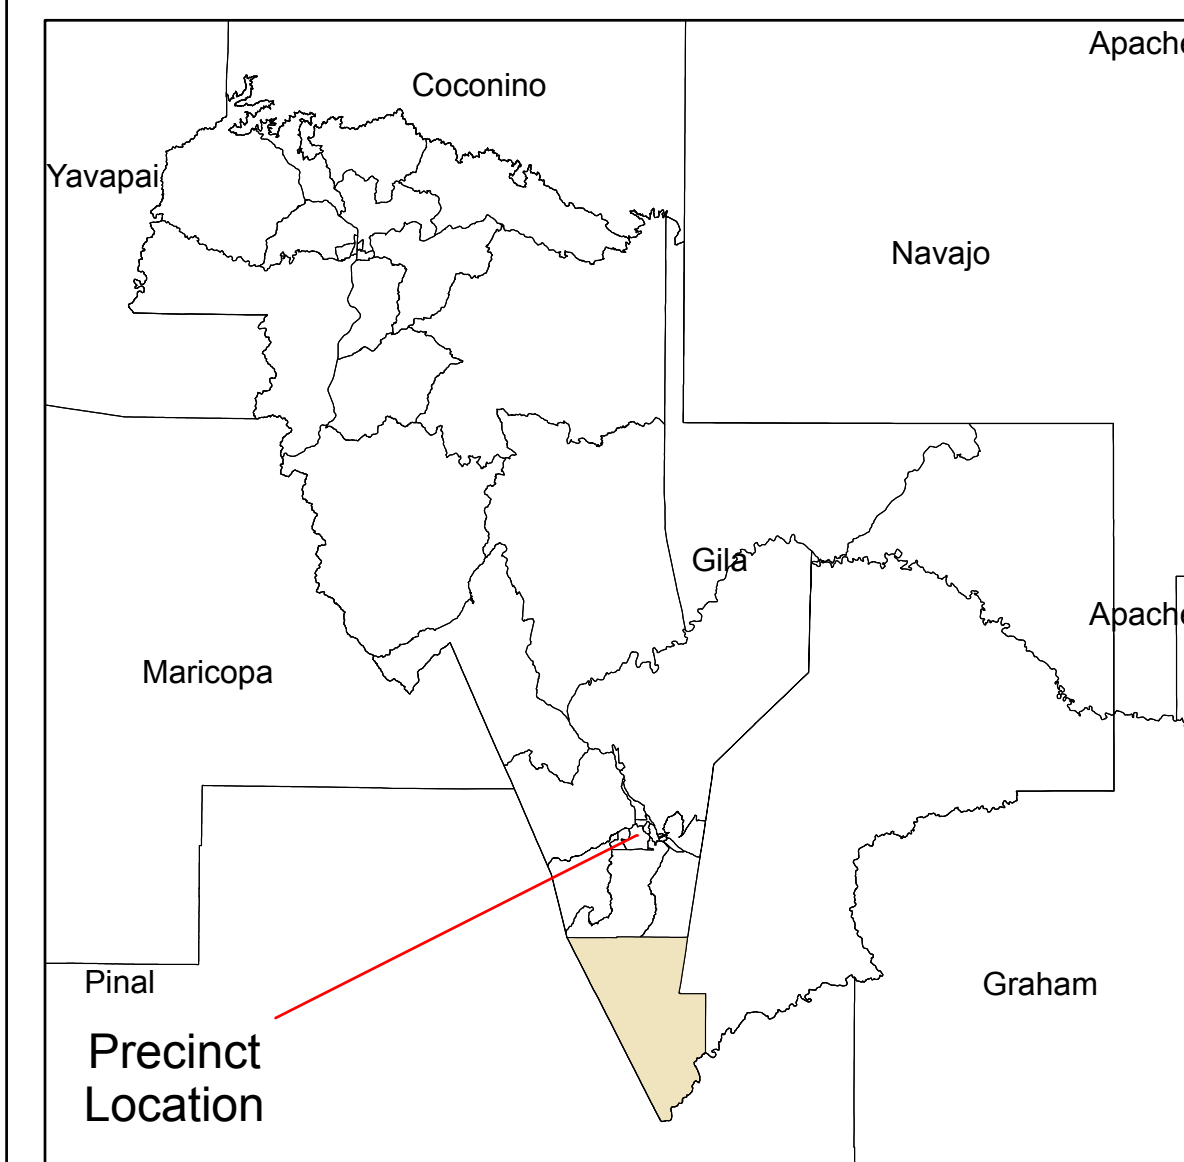 Apache
Coconino
Yavapai
Navajo
Gila
Apache
Maricopa
Pinal
Graham
Precinct
Location